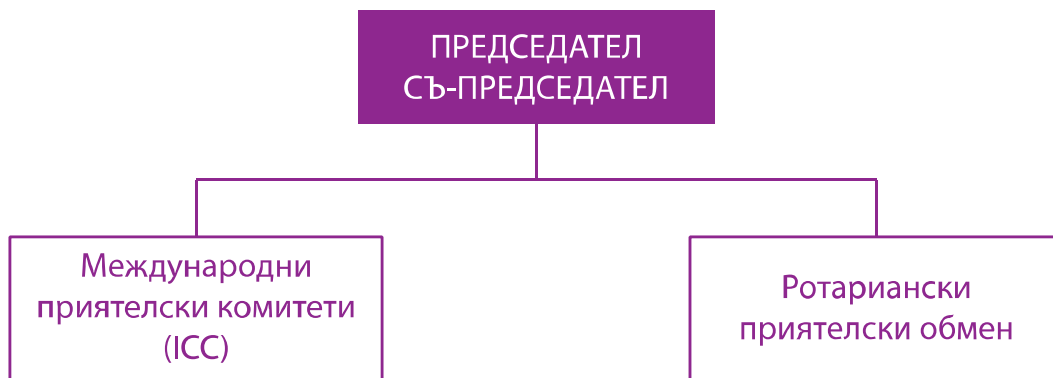 ПРЕДСЕДАТЕЛ
СЪ-ПРЕДСЕДАТЕЛ
Международни
приятелски комитети
(ICC)
Ротариански
приятелски обмен